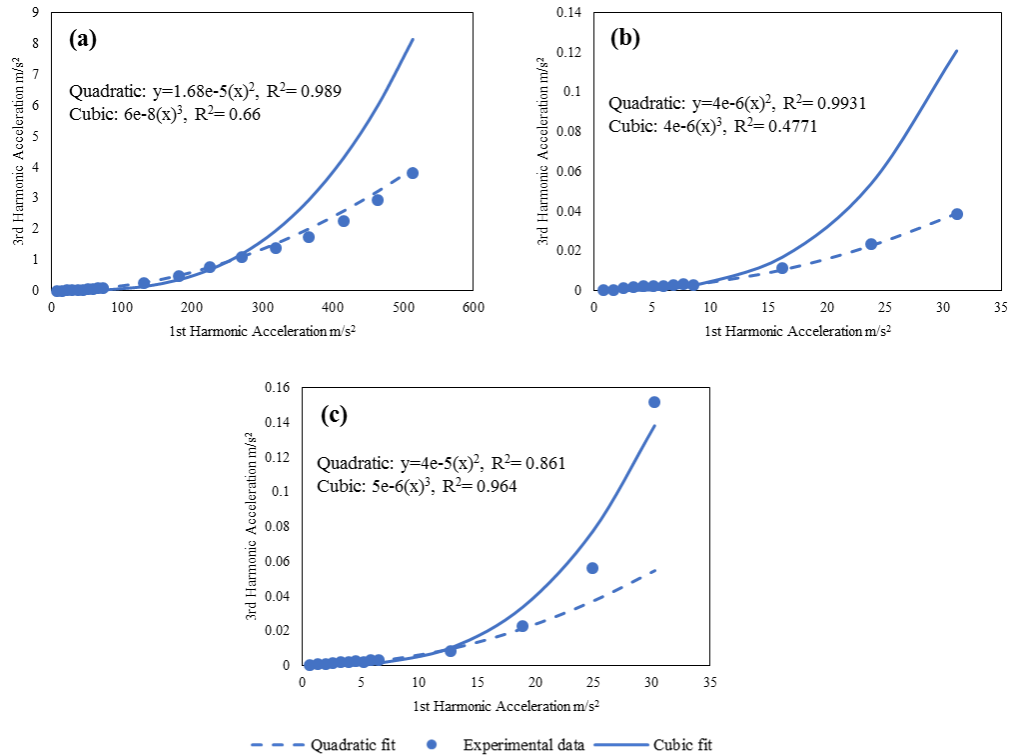 (a)
Quadratic: y=1.68e-5(x)², R²= 0.989
Cubic: 6e-8(x)³, R²= 0.66
3rd Harmonic Acceleration m/s²
9
8
7
6
5
4
3
2
1
0
0 100 200 300 400 500 600
1st Harmonic Acceleration m/s²
(b)
Quadratic: y=4e-6(x)², R²= 0.9931
Cubic: 4e-6(x)³, R²= 0.4771
3rd Harmonic Acceleration m/s²
0.14
0.12
0.1
0.08
0.06
0.04
0.02
0
0 5 10 15 20 25 30 35
1st Harmonic Acceleration m/s²
(c)
Quadratic: y=4e-5(x)², R²= 0.861
Cubic: 5e-6(x)³, R²= 0.964
3rd Harmonic Acceleration m/s²
0.16
0.14
0.12
0.1
0.08
0.06
0.04
0.02
0
0 5 10 15 20 25 30 35
1st Harmonic Acceleration m/s²
Quadratic fit Experimental data Cubic fit